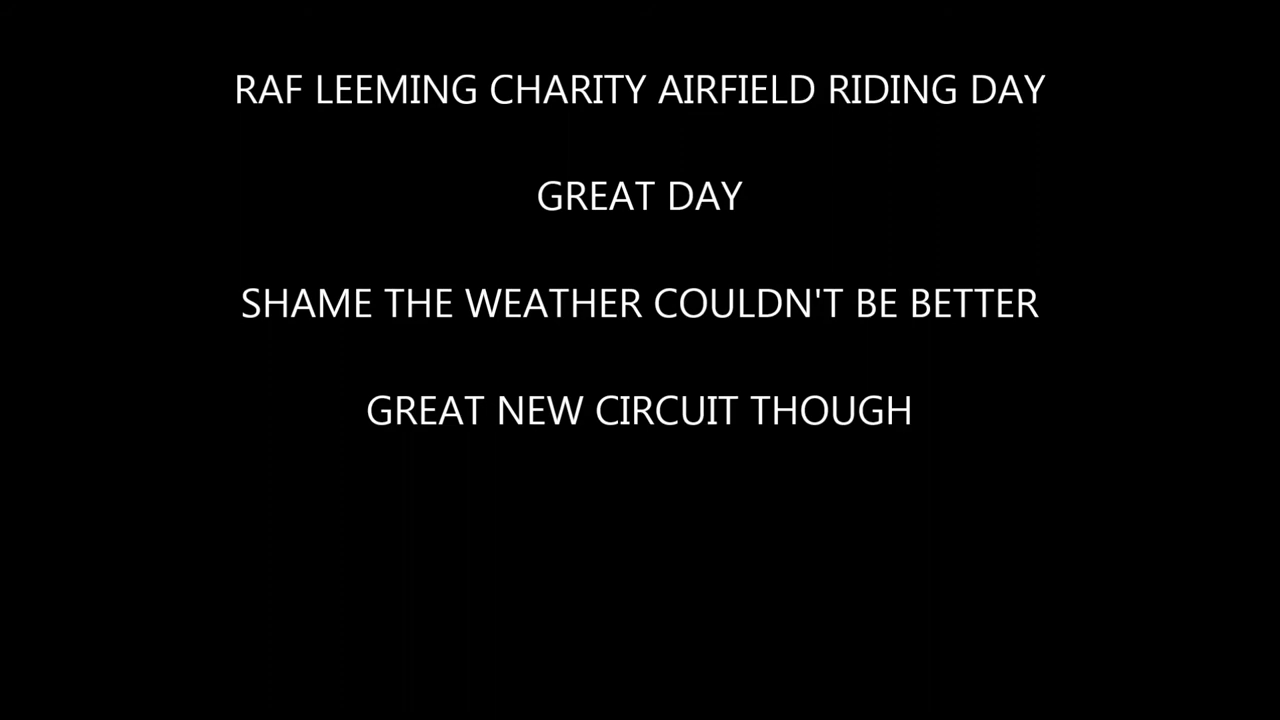 RAF LEEMING CHARITY AIRFIELD RIDING DAY
GREAT DAY
SHAME THE WEATHER COULDN'T BE BETTER
GREAT NEW CIRCUIT THOUGH